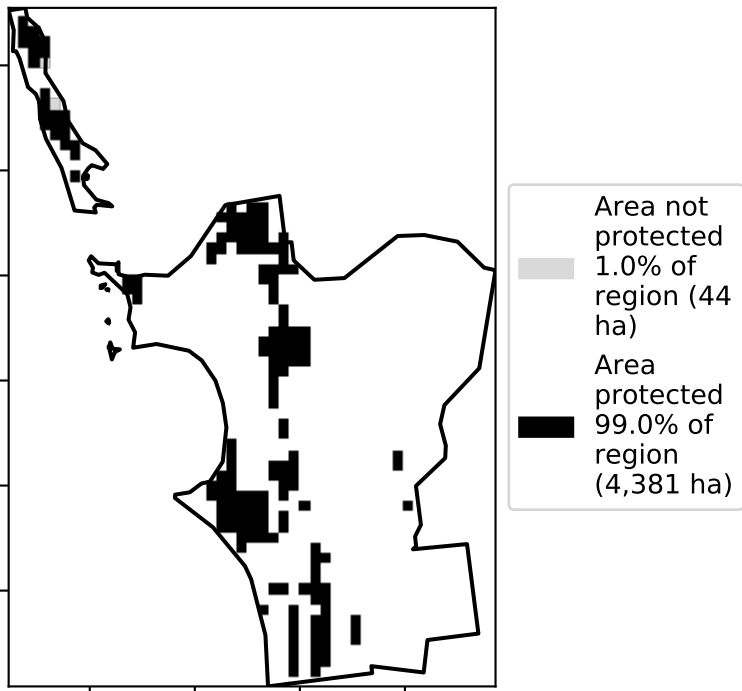 Area not
protected
1.0% of
region (44
ha)
Area
protected
99.0% of
region
(4,381 ha)